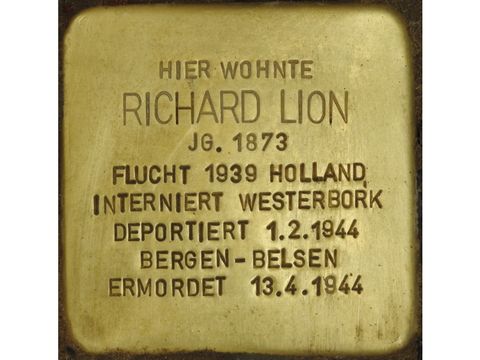 HIER WOHNTE
RICHARD LION
JG. 1873
FLUCHT 1939 HOLLAND
INTERNIERT WESTERBORK
DEPORTIERT 1.2.1944
BERGEN-BELSEN
ERMORDET 13.4.1944